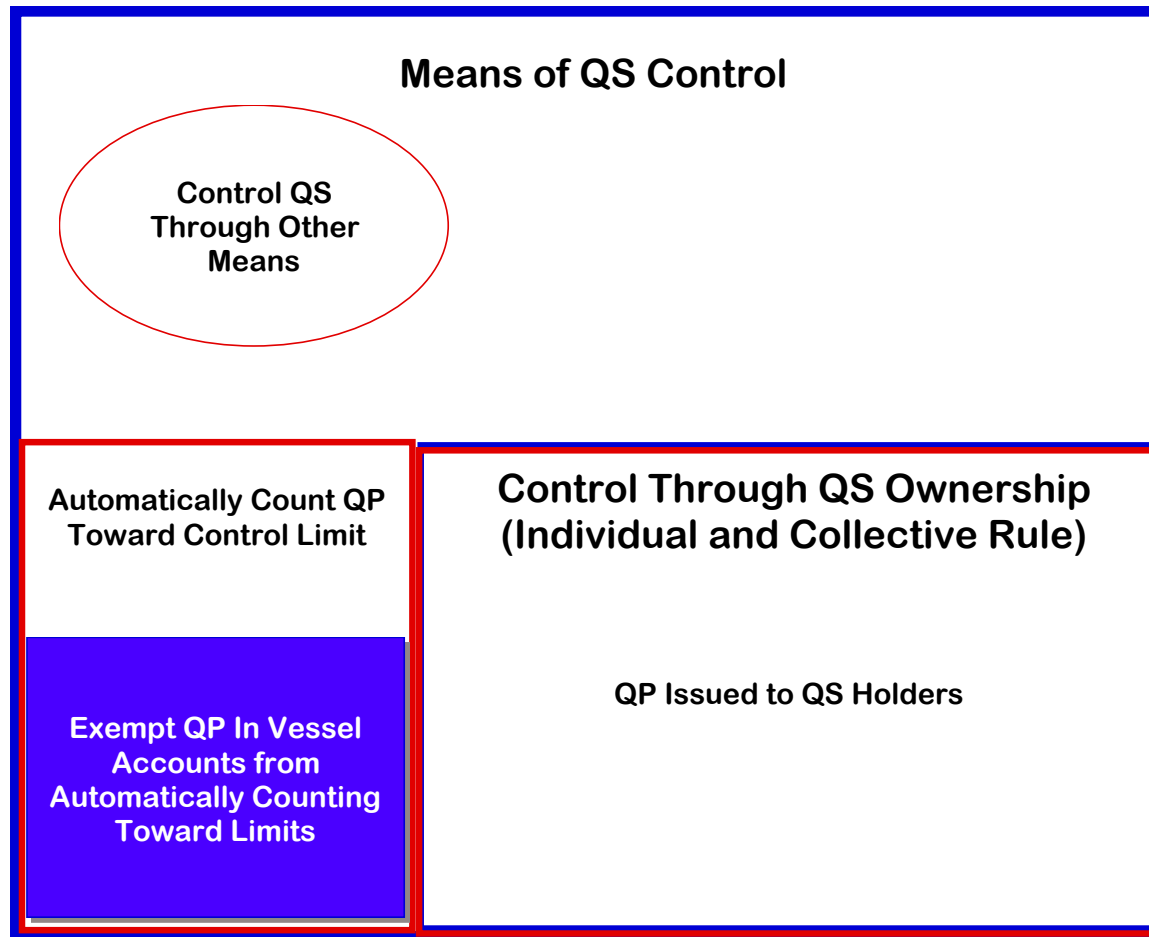 Means of QS Control
Control QS
Through Other
Means
Automatically Count QP
Toward Control Limit
Control Through QS Ownership
(Individual and Collective Rule)
QP Issued to QS Holders
Exempt QP In Vessel
Accounts from
Automatically Counting
Toward Limits